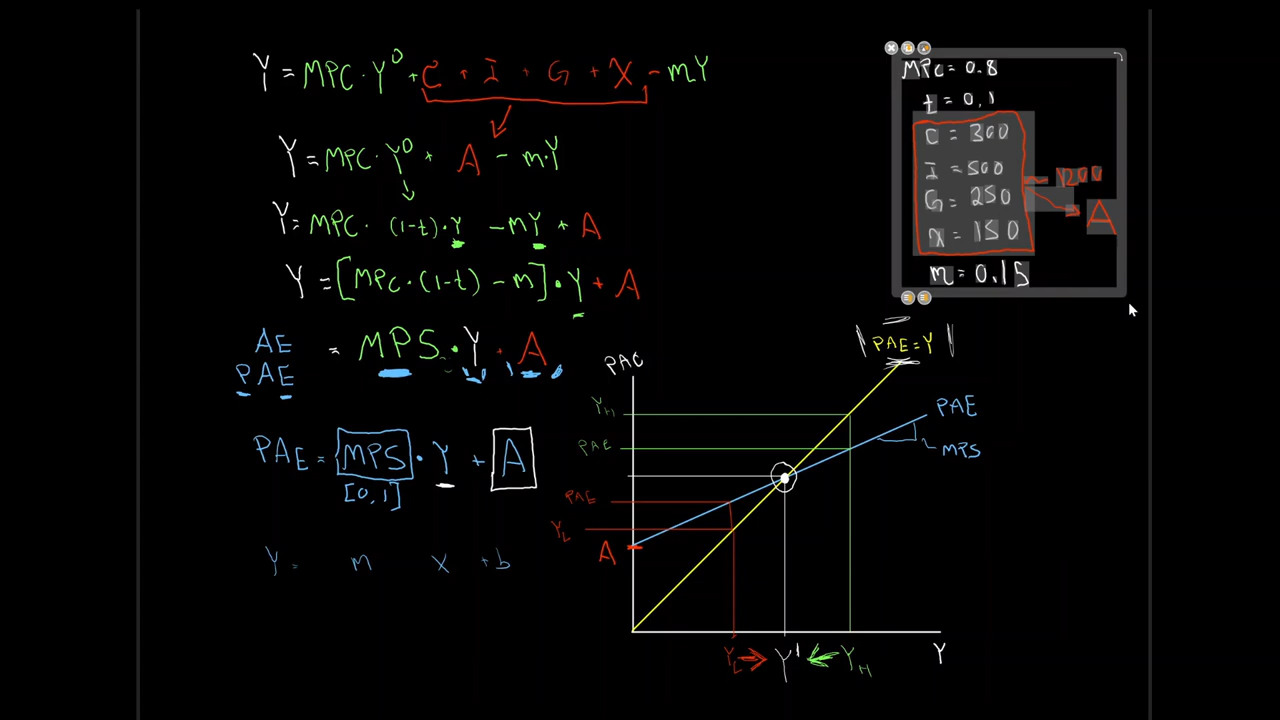 Y = MPC · Y^D + C + I + G + X - mY
Y = MPC · Y^D + A - m·Y
Y = MPC · (1-t) · Y - mY + A
Y = [MPC · (1-t) - m] · Y + A
AE
PAE
= MPS · Y + A
PAE = MPS · Y + A
[0,1]
Y = m x + b
MPC = 0.8
t = 0.1
C = 300
I = 500
G = 250
X = 150
m = 0.15
1200
A
PAE
PAE = Y
Y_H
PAE
PAE
Y_L
A
PAE
MPS
Y_L
Y'
Y_H
Y